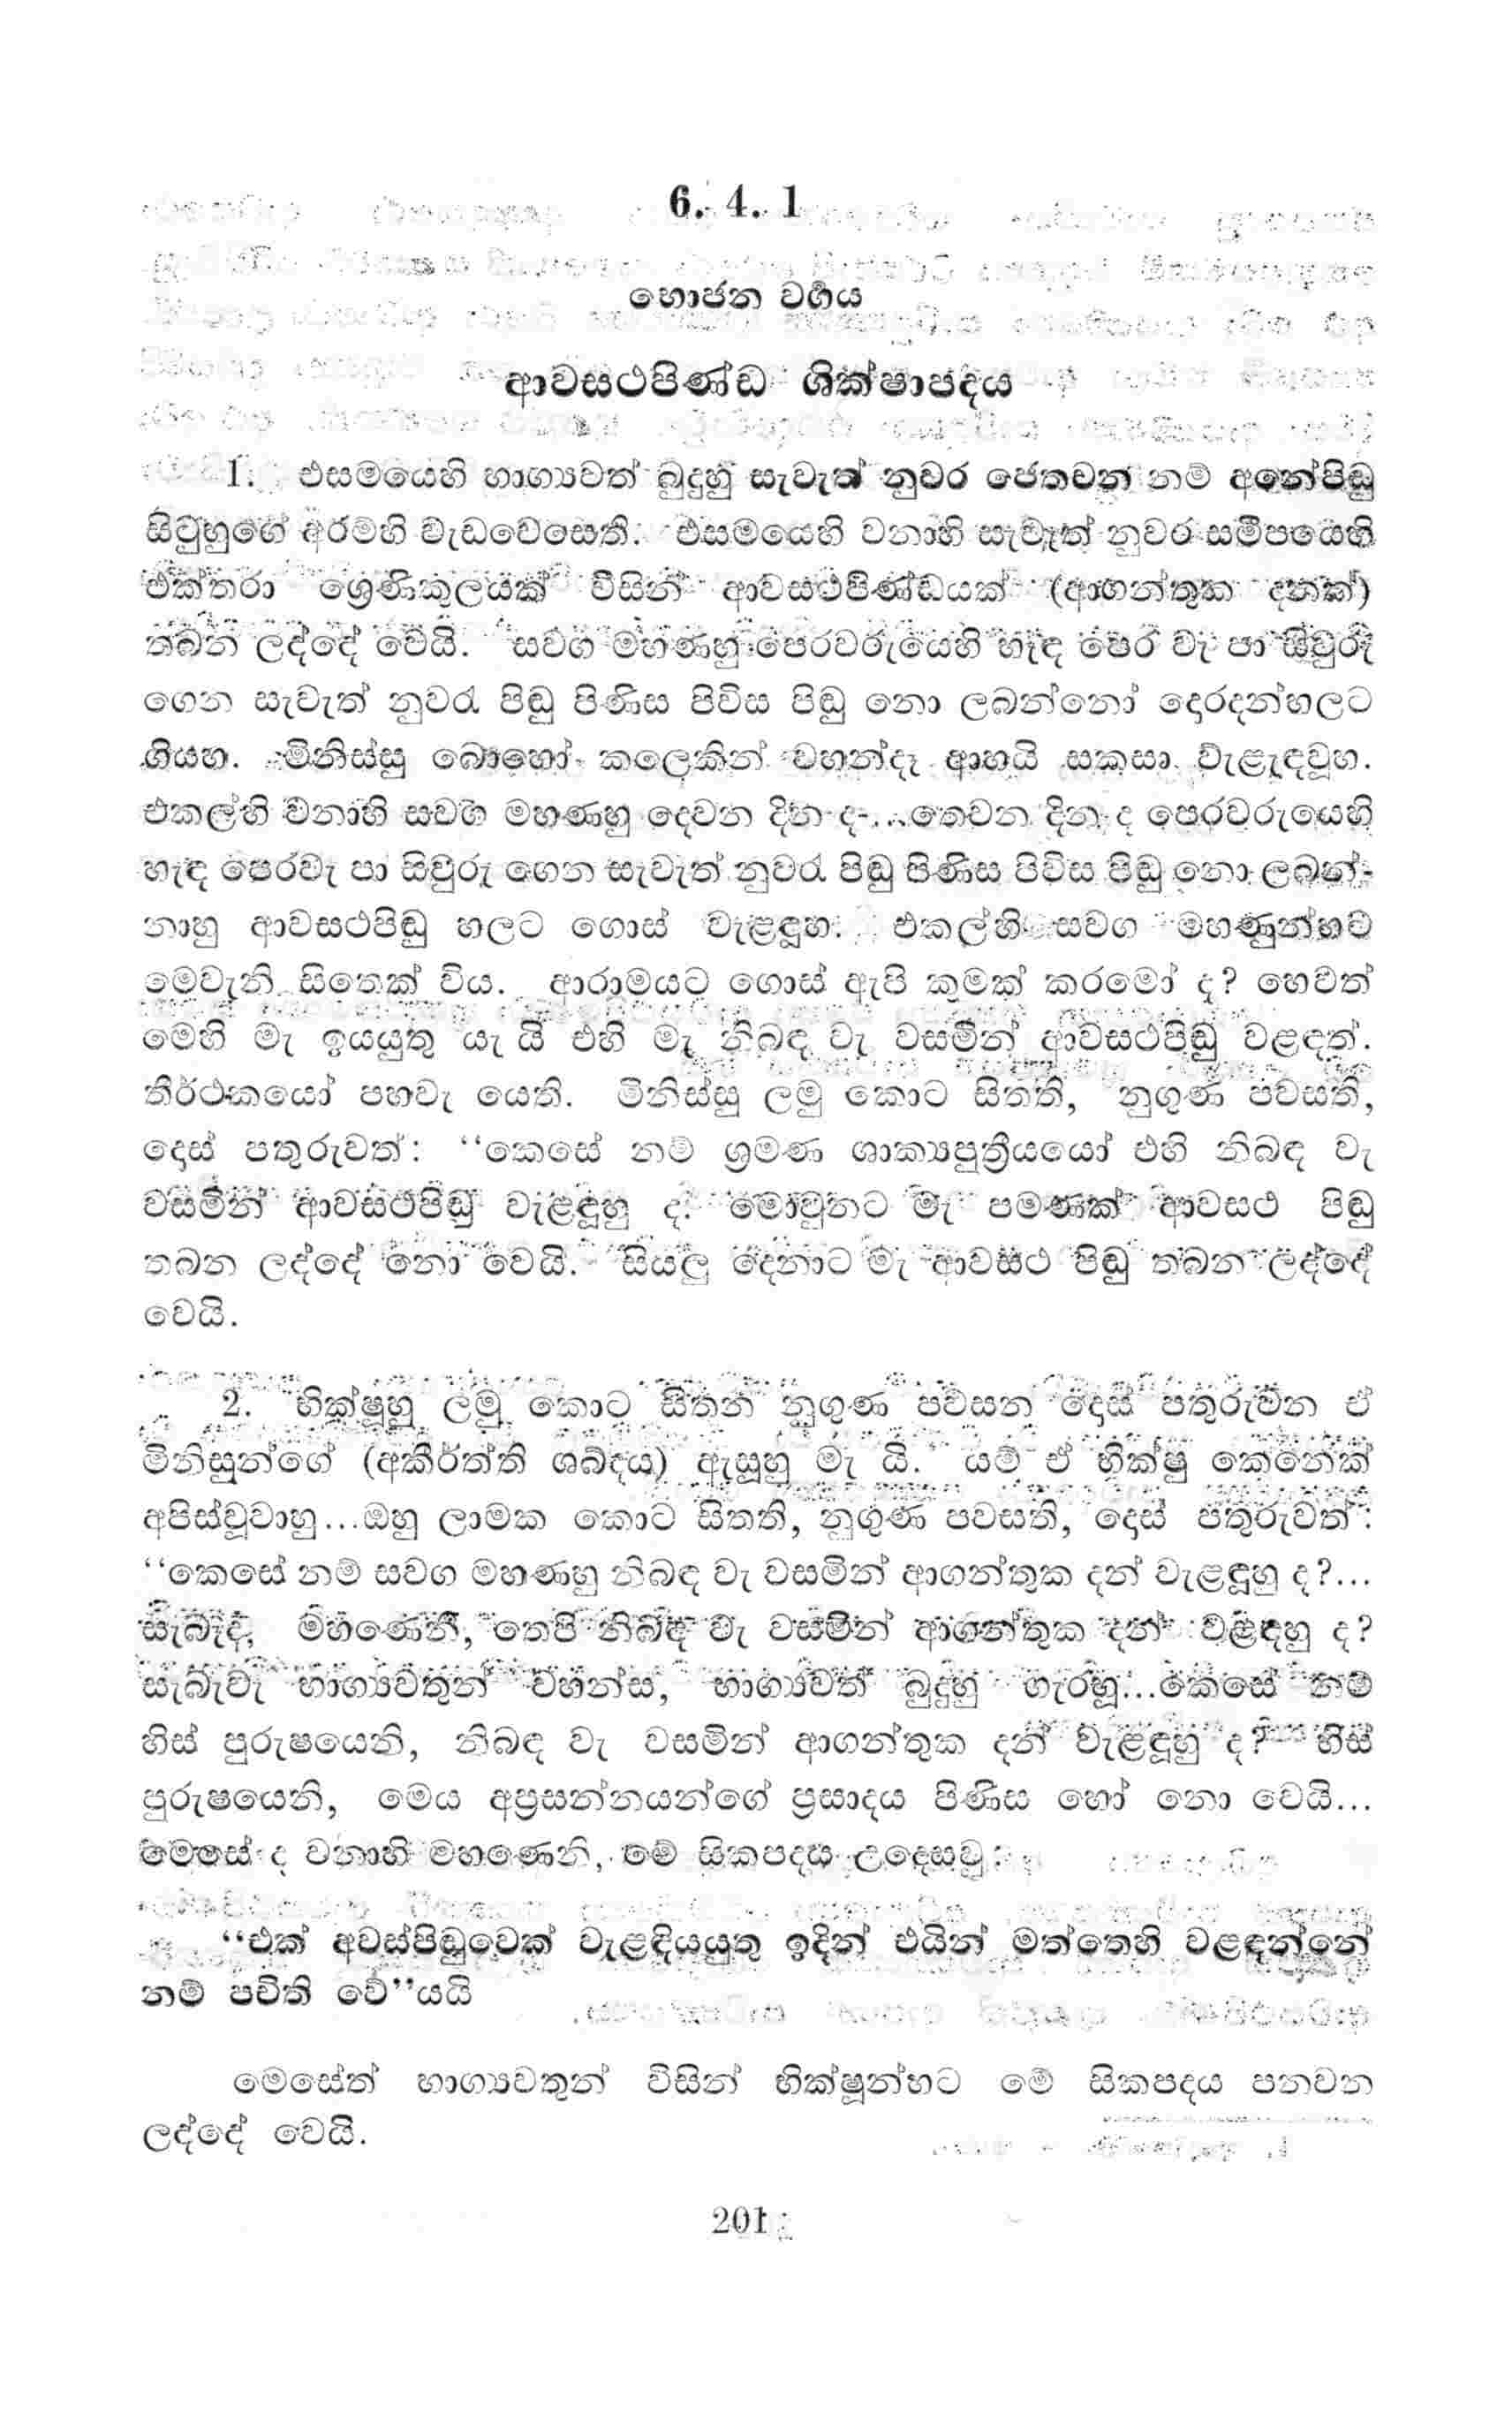 6. 4. 1
භොජන වර්‍ගය
ආවසථපිණ්ඩ ශික්ෂාපදය
1. එසමයෙහි භාග්‍යවත් බුදුහු සැවැත් නුවර ජෙතවන නම් අනේපිඬු
සිටුහුගේ අරමහි වැඩවෙසෙති. එසමයෙහි වනාහි සැවැත් නුවර සමීපයෙහි
එක්තරා ශ්‍රෙණිකුලයක් විසින් ආවසථපිණ්ඩයක් (ආගන්තුක දනක්)
තබන ලද්දේ වෙයි. සවග මහණහු පෙරවරුයෙහි හැඳ පෙර වැ පා සිවුරු
ගෙන සැවැත් නුවරැ පිඬු පිණිස පිවිස පිඬු නො ලබන්නෝ දොරදන්හලට
ගියහ. මිනිස්සු බොහෝ කලෙකින් වහන්දෑ ආහයි සකසා වැළැඳවූහ.
එකල්හි වනාහි සවග මහණහු දෙවන දින ද... තෙවන දින ද පෙරවරුයෙහි
හැඳ පෙරවැ පා සිවුරු ගෙන සැවැත් නුවරැ පිඬු පිණිස පිවිස පිඬු නො ලබන්-
නාහු ආවසථපිඬු හලට ගොස් වැළඳූහ. එකල්හි සවග මහණුන්හට
මෙවැනි සිතෙක් විය. ආරාමයට ගොස් ඇපි කුමක් කරමෝ ද? හෙවත්
මෙහි මැ ඉයයුතු යැ යි එහි මැ නිබඳ වැ වසමින් ආවසථපිඬු වළඳත්.
තීර්ථකයෝ පහවැ යෙති. මිනිස්සු ලමු කොට සිතති, නුගුණ පවසති,
දොස් පතුරුවත්: “කෙසේ නම් ශ්‍රමණ ශාක්‍යපුත්‍රීයයෝ එහි නිබඳ වැ
වසමින් ආවසථපිඬු වැළඳූහු ද. මොවුනට මැ පමණක් ආවසථ පිඬු
තබන ලද්දේ නො වෙයි. සියලු දෙනාට මැ ආවසථ පිඬු තබන ලද්දේ
වෙයි.
2. භික්ෂූහු ලමු කොට සිතන නුගුණ පවසන දොස් පතුරුවන ඒ
මිනිසුන්ගේ (අකීර්ත්ති ශබ්දය) ඇසූහු මැ යි. යම් ඒ භික්ෂු කෙනෙක්
අපිස්වූවාහු...ඔහු ලාමක කොට සිතති, නුගුණ පවසති, දොස් පතුරුවත්:
“කෙසේ නම් සවග මහණහු නිබඳ වැ වසමින් ආගන්තුක දන් වැළඳූහු ද?...
සැබෑද, මහණෙනි, තෙපි නිබඳ වැ වසමින් ආගන්තුක දන් වළඳහු ද?
සැබැවැ භාග්‍යවතුන් වහන්ස, භාග්‍යවත් බුදුහු ගැරහූ...කෙසේ නම්
හිස් පුරුෂයෙනි, නිබඳ වැ වසමින් ආගන්තුක දන් වැළඳූහු ද? හිස්
පුරුෂයෙනි, මෙය අප්‍රසන්නයන්ගේ ප්‍රසාදය පිණිස හෝ නො වෙයි...
මෙසේ ද වනාහි මහණෙනි, මේ සිකපදය උදෙසවු:
“එක් අවස්පිඬුවෙක් වැළඳියයුතු ඉදින් එයින් මත්තෙහි වළඳන්නේ
නම් පචිති වේ”යයි
මෙසේත් භාග්‍යවතුන් විසින් භික්ෂූන්හට මේ සිකපදය පනවන
ලද්දේ වෙයි.
201